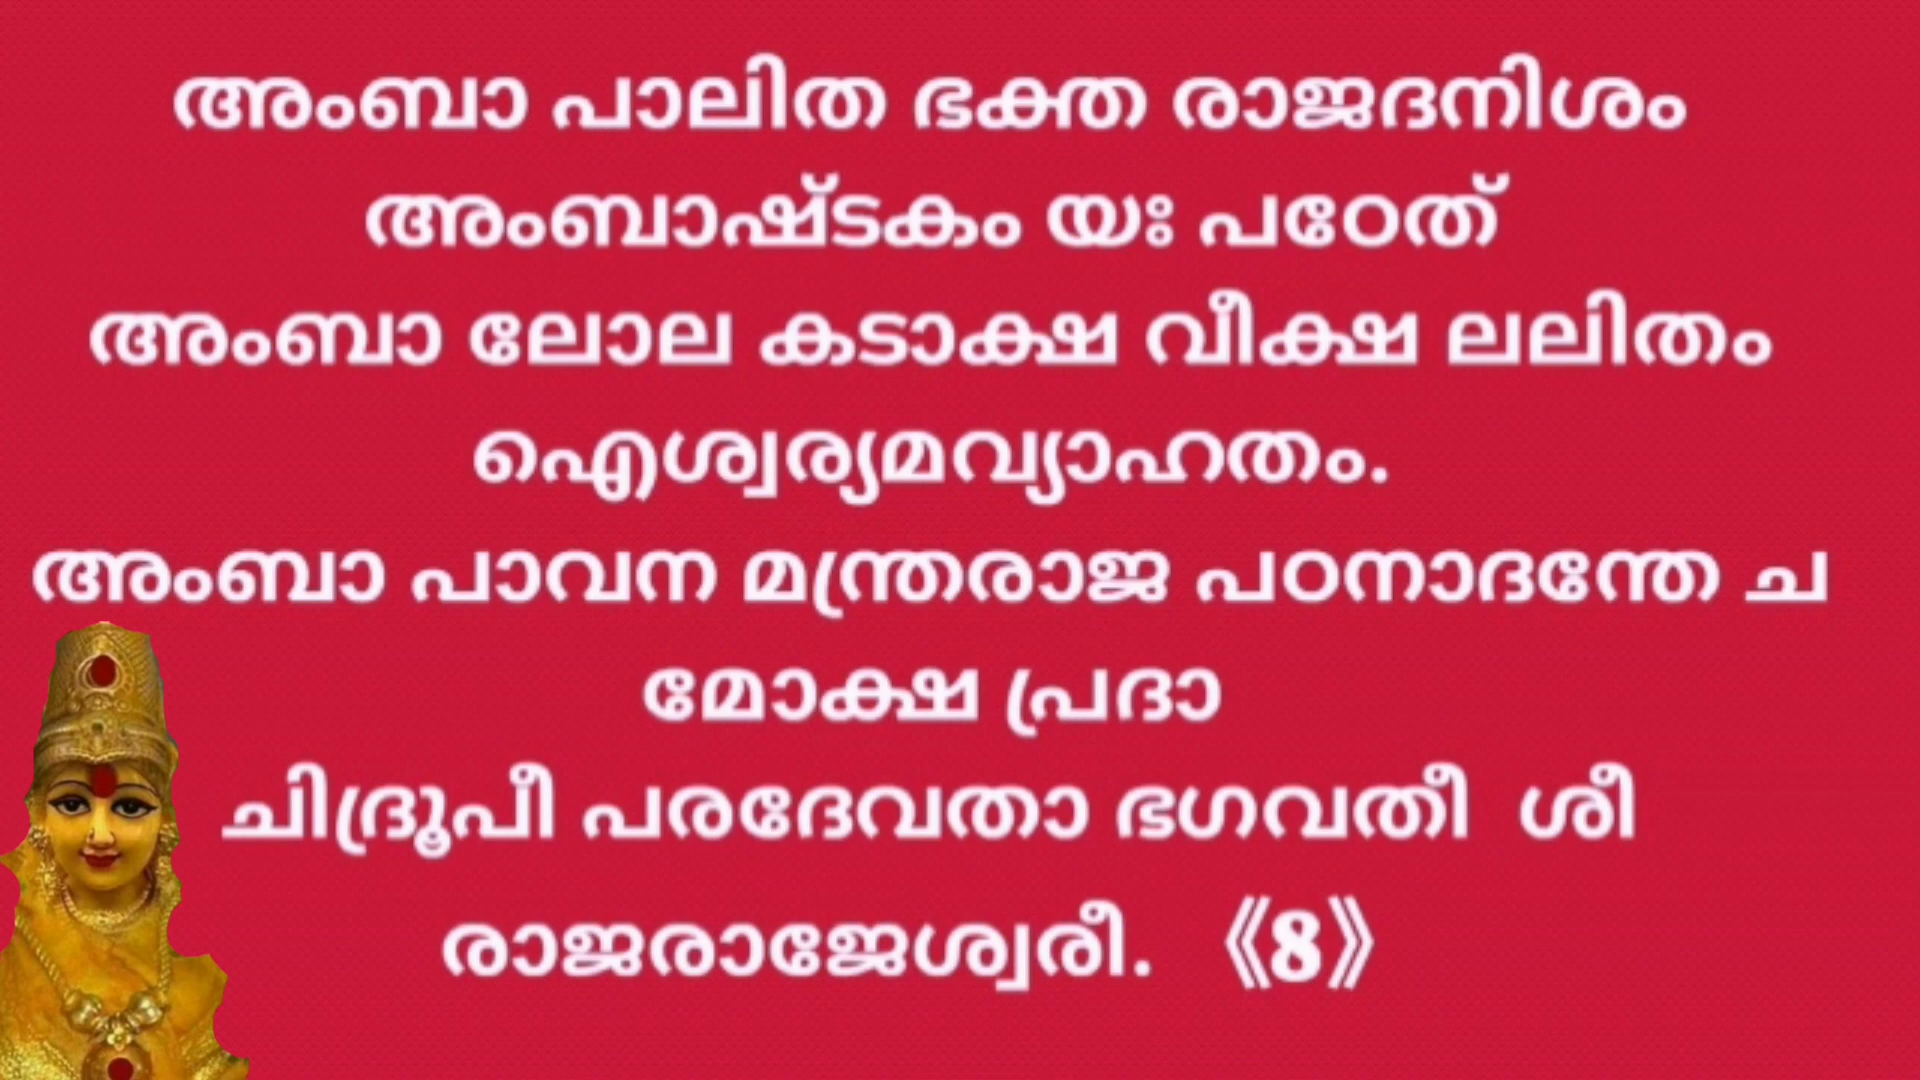 അംബാ പാലിത ഭക്ത രാജദനിശം
അംബാഷ്ടകം യഃ പഠേത്
അംബാ ലോല കടാക്ഷ വീക്ഷ ലലിതം
ഐശ്വര്യമവ്യാഹതം.
അംബാ പാവന മന്ത്രരാജ പഠനാദന്തേ ച
മോക്ഷ പ്രദാ
ചിദ്രൂപീ പരദേവതാ ഭഗവതീ ശീ
രാജരാജേശ്വരീ. 《8》